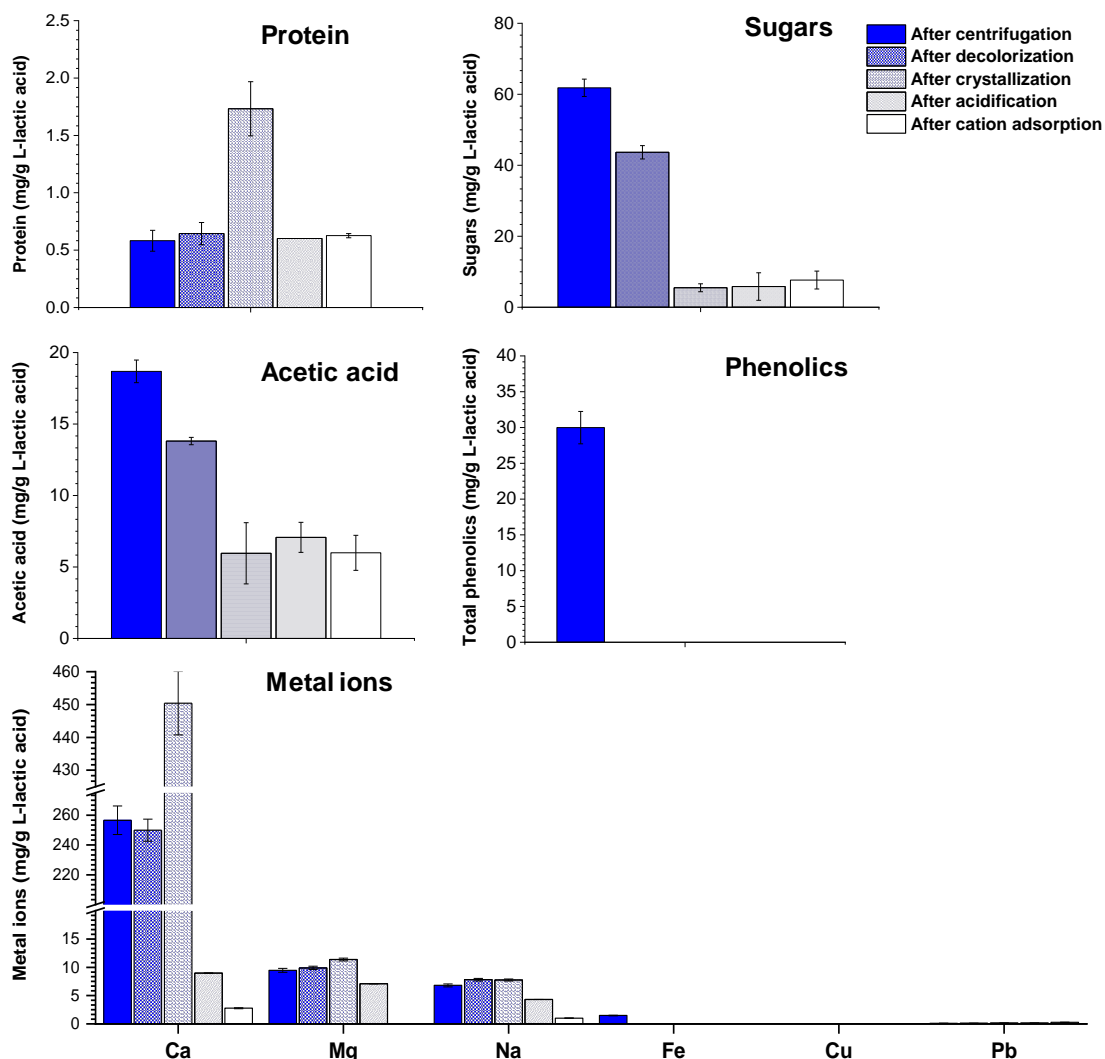 Protein
Protein (mg/g L-lactic acid)
2.5
2.0
1.5
1.0
0.5
0.0
Sugars
Sugars (mg/g L-lactic acid)
80
60
40
20
0
After centrifugation
After decolorization
After crystallization
After acidification
After cation adsorption
Acetic acid
Acetic acid (mg/g L-lactic acid)
20
15
10
5
0
Phenolics
Total phenolics (mg/g L-lactic acid)
40
35
30
25
20
15
10
5
0
Metal ions
Metal ions (mg/g L-lactic acid)
460
450
440
430
260
240
220
15
10
5
0
Ca Mg Na Fe Cu Pb